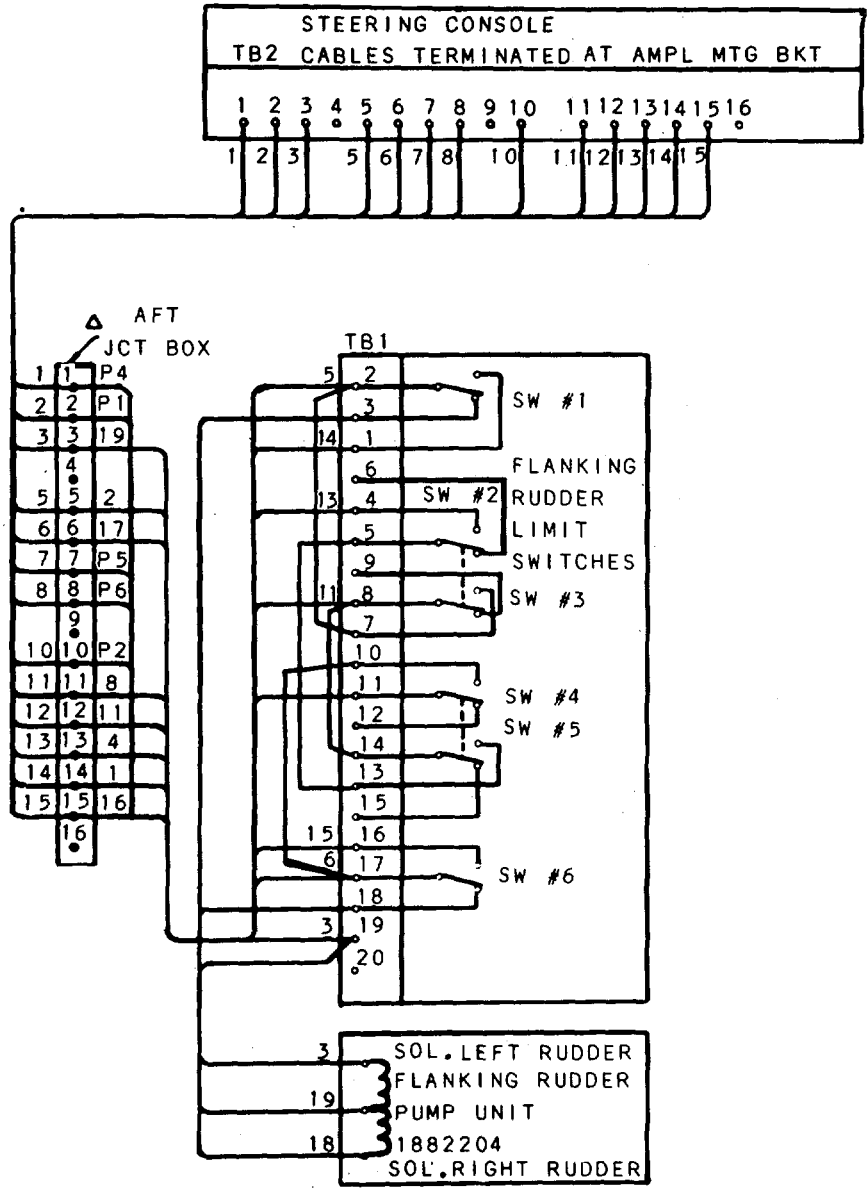 STEERING CONSOLE
TB2 CABLES TERMINATED AT AMPL MTG BKT
1 2 3 4 5 6 7 8 9 10 11 12 13 14 15 16
1 2 3 5 6 7 8 10 11 12 13 14 15
△ AFT
JCT BOX
1 1 P4
2 2 P1
3 3 19
4
5 5 2
6 6 17
7 7 P5
8 8 P6
9
10 10 P2
11 11 8
12 12 11
13 13 4
14 14 1
15 15 16
16
TB1
5 2
SW #1
3
14 1
6
FLANKING
SW #2
RUDDER
13 4
LIMIT
5
SWITCHES
9
11 8
SW #3
7
10
11
SW #4
12
SW #5
14
13
15
15 16
6 17
SW #6
18
3 19
20
3 SOL. LEFT RUDDER
FLANKING RUDDER
19 PUMP UNIT
18 1882204
SOL. RIGHT RUDDER